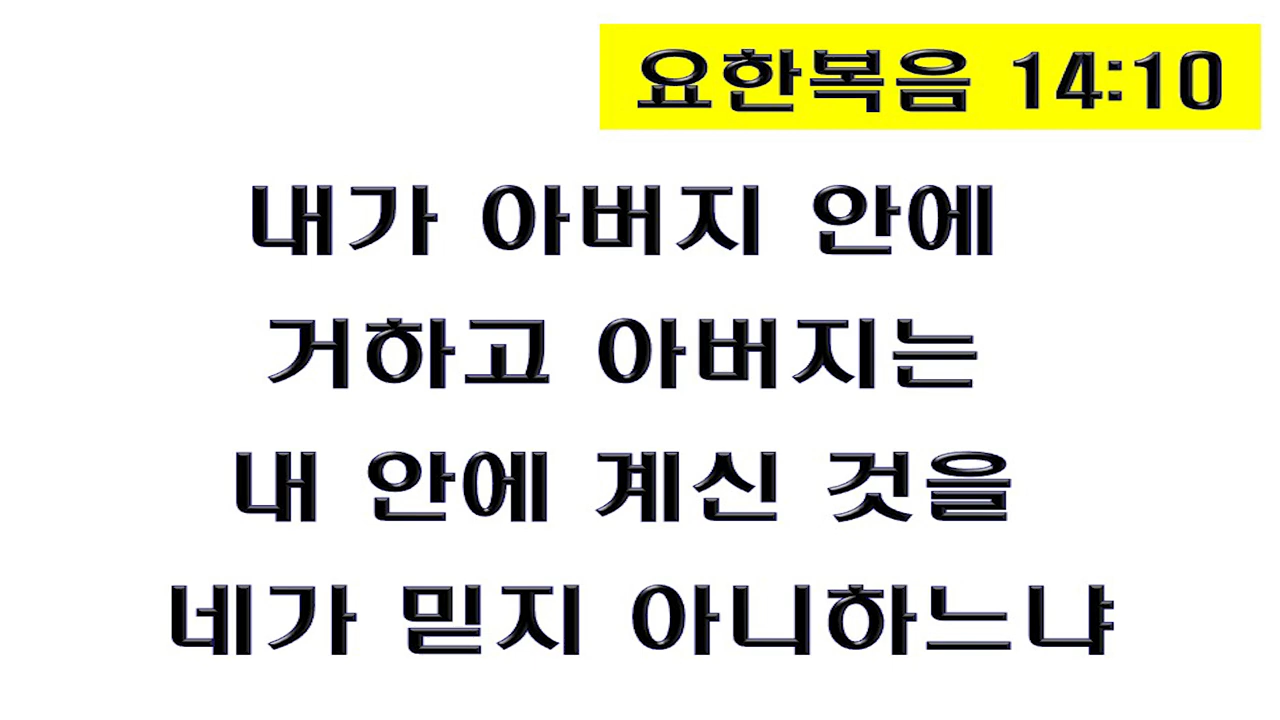 요한복음 14:10
내가 아버지 안에
거하고 아버지는
내 안에 계신 것을
네가 믿지 아니하느냐